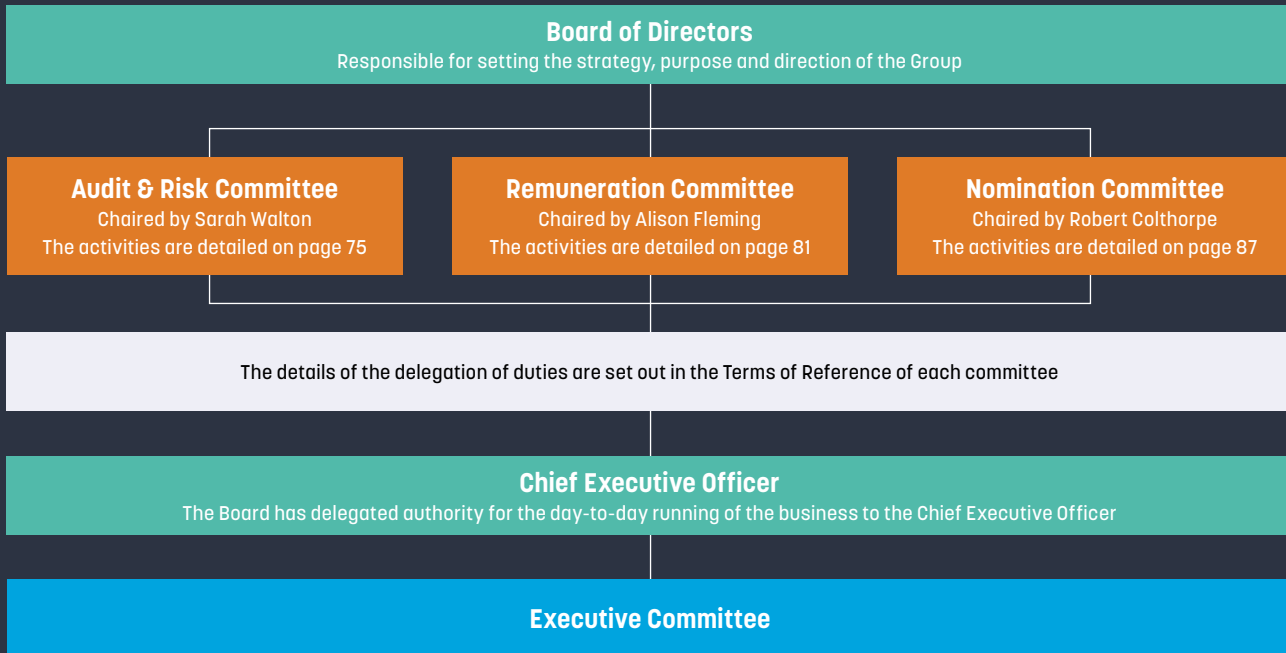 Board of Directors
Responsible for setting the strategy, purpose and direction of the Group
Audit & Risk Committee
Chaired by Sarah Walton
The activities are detailed on page 75
Remuneration Committee
Chaired by Alison Fleming
The activities are detailed on page 81
Nomination Committee
Chaired by Robert Colthorpe
The activities are detailed on page 87
The details of the delegation of duties are set out in the Terms of Reference of each committee
Chief Executive Officer
The Board has delegated authority for the day-to-day running of the business to the Chief Executive Officer
Executive Committee